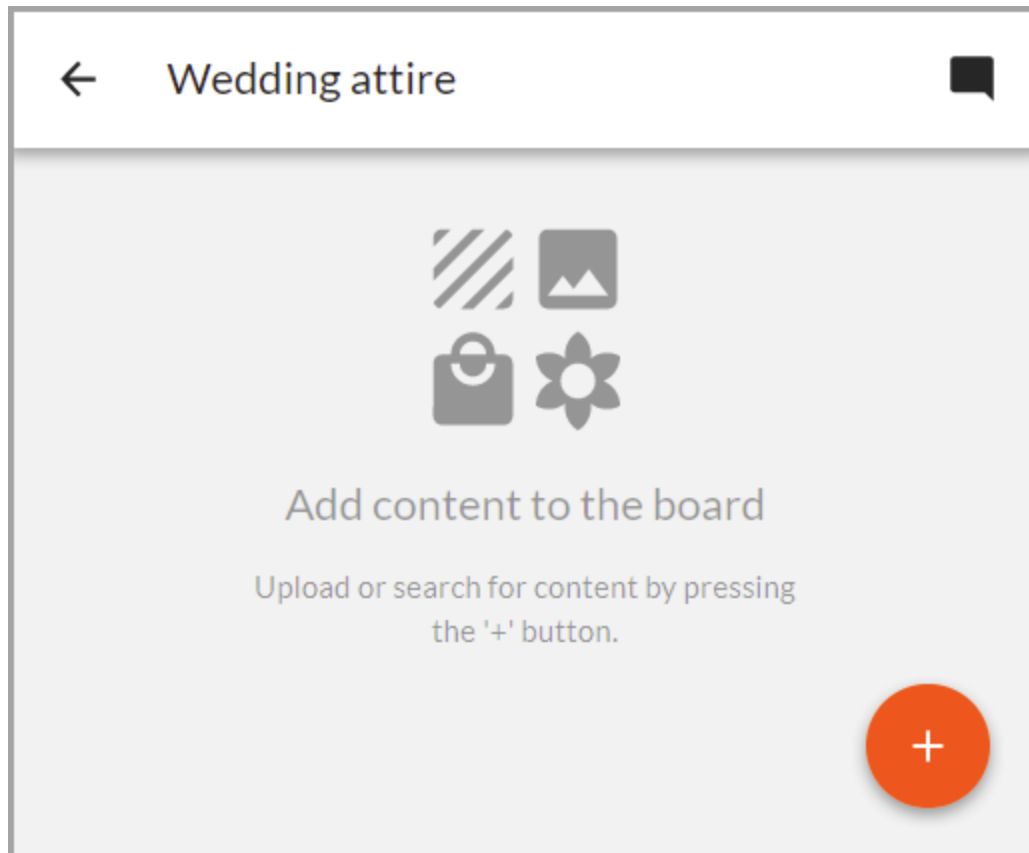 Wedding attire
Add content to the board
Upload or search for content by pressing
the '+' button.
+